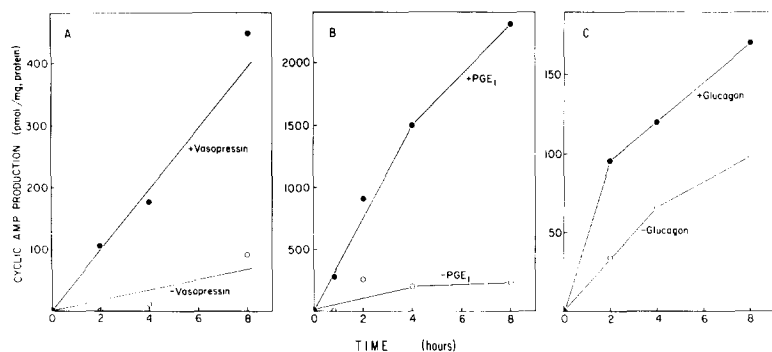 A
B
C
CYCLIC AMP PRODUCTION (pmol/mg. protein)
400
300
200
100
+Vasopressin
-Vasopressin
0 2 4 6 8
2000
1500
1000
500
+PGE1
-PGE1
0 2 4 6 8
150
100
50
+Glucagon
-Glucagon
0 2 4 6 8
TIME (hours)